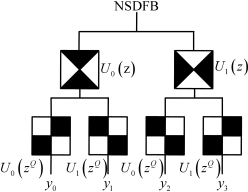 NSDFB
U₀(z) U₁(z)
U₀(z^Q) U₁(z^Q) U₀(z^Q) U₁(z^Q)
y₀ y₁ y₂ y₃